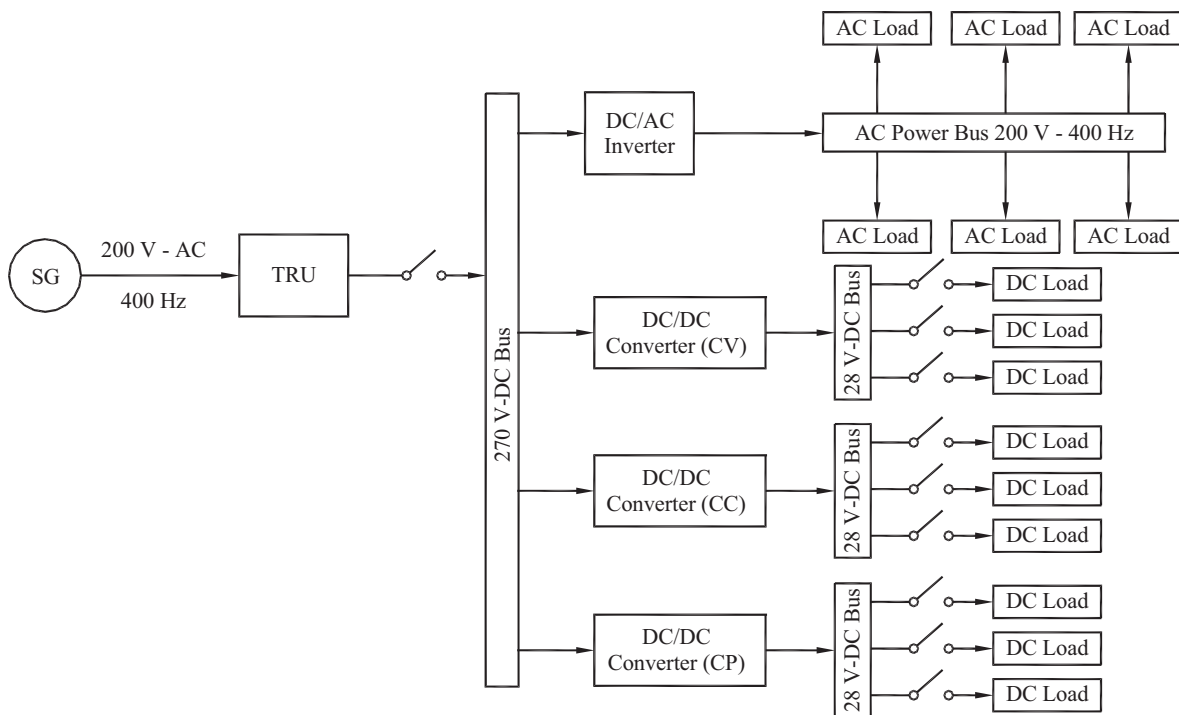 AC Load
AC Load
AC Load
DC/AC
Inverter
AC Power Bus 200 V - 400 Hz
AC Load
AC Load
AC Load
SG
200 V - AC
400 Hz
TRU
270 V-DC Bus
DC/DC
Converter (CV)
28 V-DC Bus
DC Load
DC Load
DC Load
DC/DC
Converter (CC)
28 V-DC Bus
DC Load
DC Load
DC Load
DC/DC
Converter (CP)
28 V-DC Bus
DC Load
DC Load
DC Load